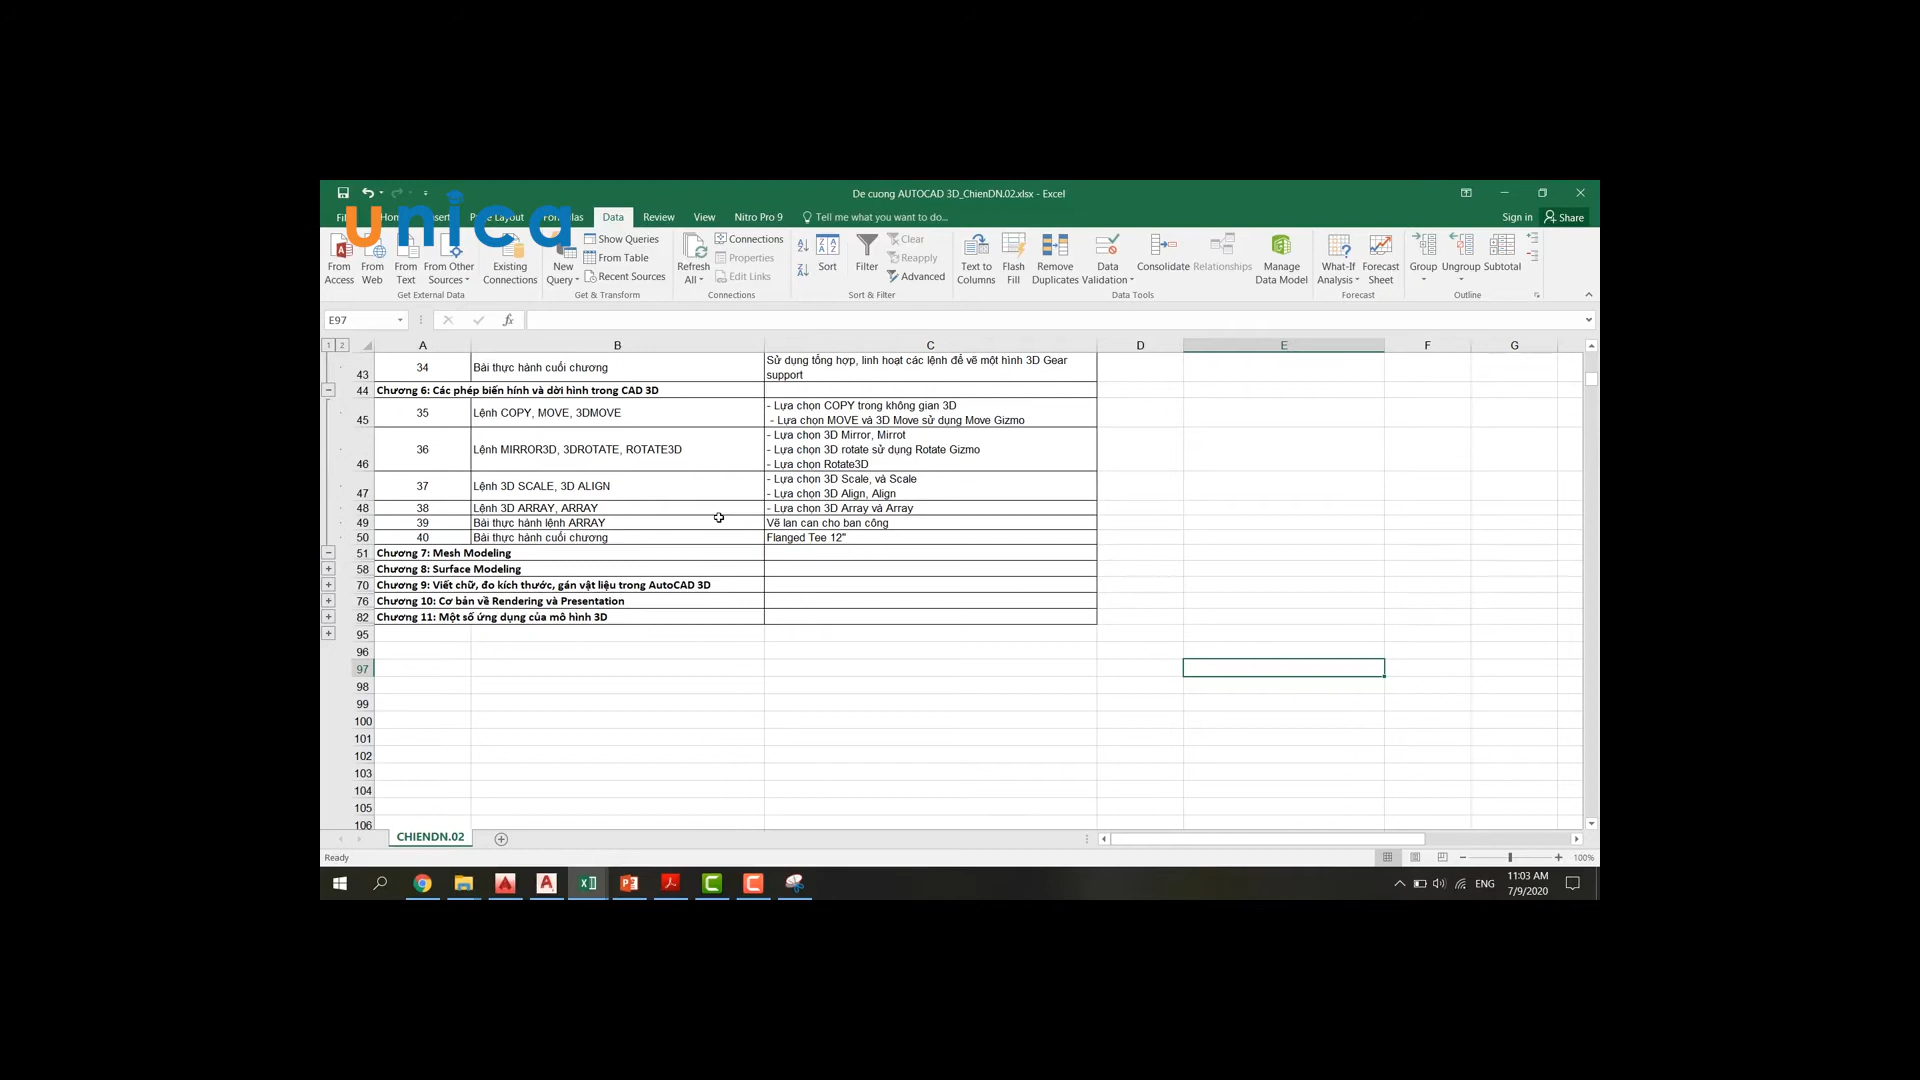 De cuong AUTOCAD 3D_ChienDN.02.xlsx - Excel
unica
Page Layout Formulas Data Review View Nitro Pro 9 Tell me what you want to do... Sign in Share
From Access From Web From Text From Other Sources Existing Connections New Query Show Queries From Table Recent Sources Refresh All Connections Properties Edit Links Sort Filter Clear Reapply Advanced Text to Columns Flash Fill Remove Duplicates Data Validation Consolidate Relationships Manage Data Model What-If Analysis Forecast Sheet Group Ungroup Subtotal
Get External Data Get & Transform Connections Sort & Filter Data Tools Forecast Outline
E97 fx
1 2 A B C D E F G
43 34 Bài thực hành cuối chương Sử dụng tổng hợp, linh hoạt các lệnh để vẽ một hình 3D Gear
support
44 Chương 6: Các phép biến hính và dời hình trong CAD 3D
45 35 Lệnh COPY, MOVE, 3DMOVE - Lựa chọn COPY trong không gian 3D
- Lựa chọn MOVE và 3D Move sử dụng Move Gizmo
46 36 Lệnh MIRROR3D, 3DROTATE, ROTATE3D - Lựa chọn 3D Mirror, Mirrot
- Lựa chọn 3D rotate sử dụng Rotate Gizmo
- Lựa chọn Rotate3D
47 37 Lệnh 3D SCALE, 3D ALIGN - Lựa chọn 3D Scale, và Scale
- Lựa chọn 3D Align, Align
48 38 Lệnh 3D ARRAY, ARRAY - Lựa chọn 3D Array và Array
49 39 Bài thực hành lệnh ARRAY Vẽ lan can cho ban công
50 40 Bài thực hành cuối chương Flanged Tee 12"
51 Chương 7: Mesh Modeling
58 Chương 8: Surface Modeling
70 Chương 9: Viết chữ, đo kích thước, gán vật liệu trong AutoCAD 3D
76 Chương 10: Cơ bản về Rendering và Presentation
82 Chương 11: Một số ứng dụng của mô hình 3D
95
96
97
98
99
100
101
102
103
104
105
106
CHIENDN.02
Ready 100%
ENG 11:03 AM
7/9/2020